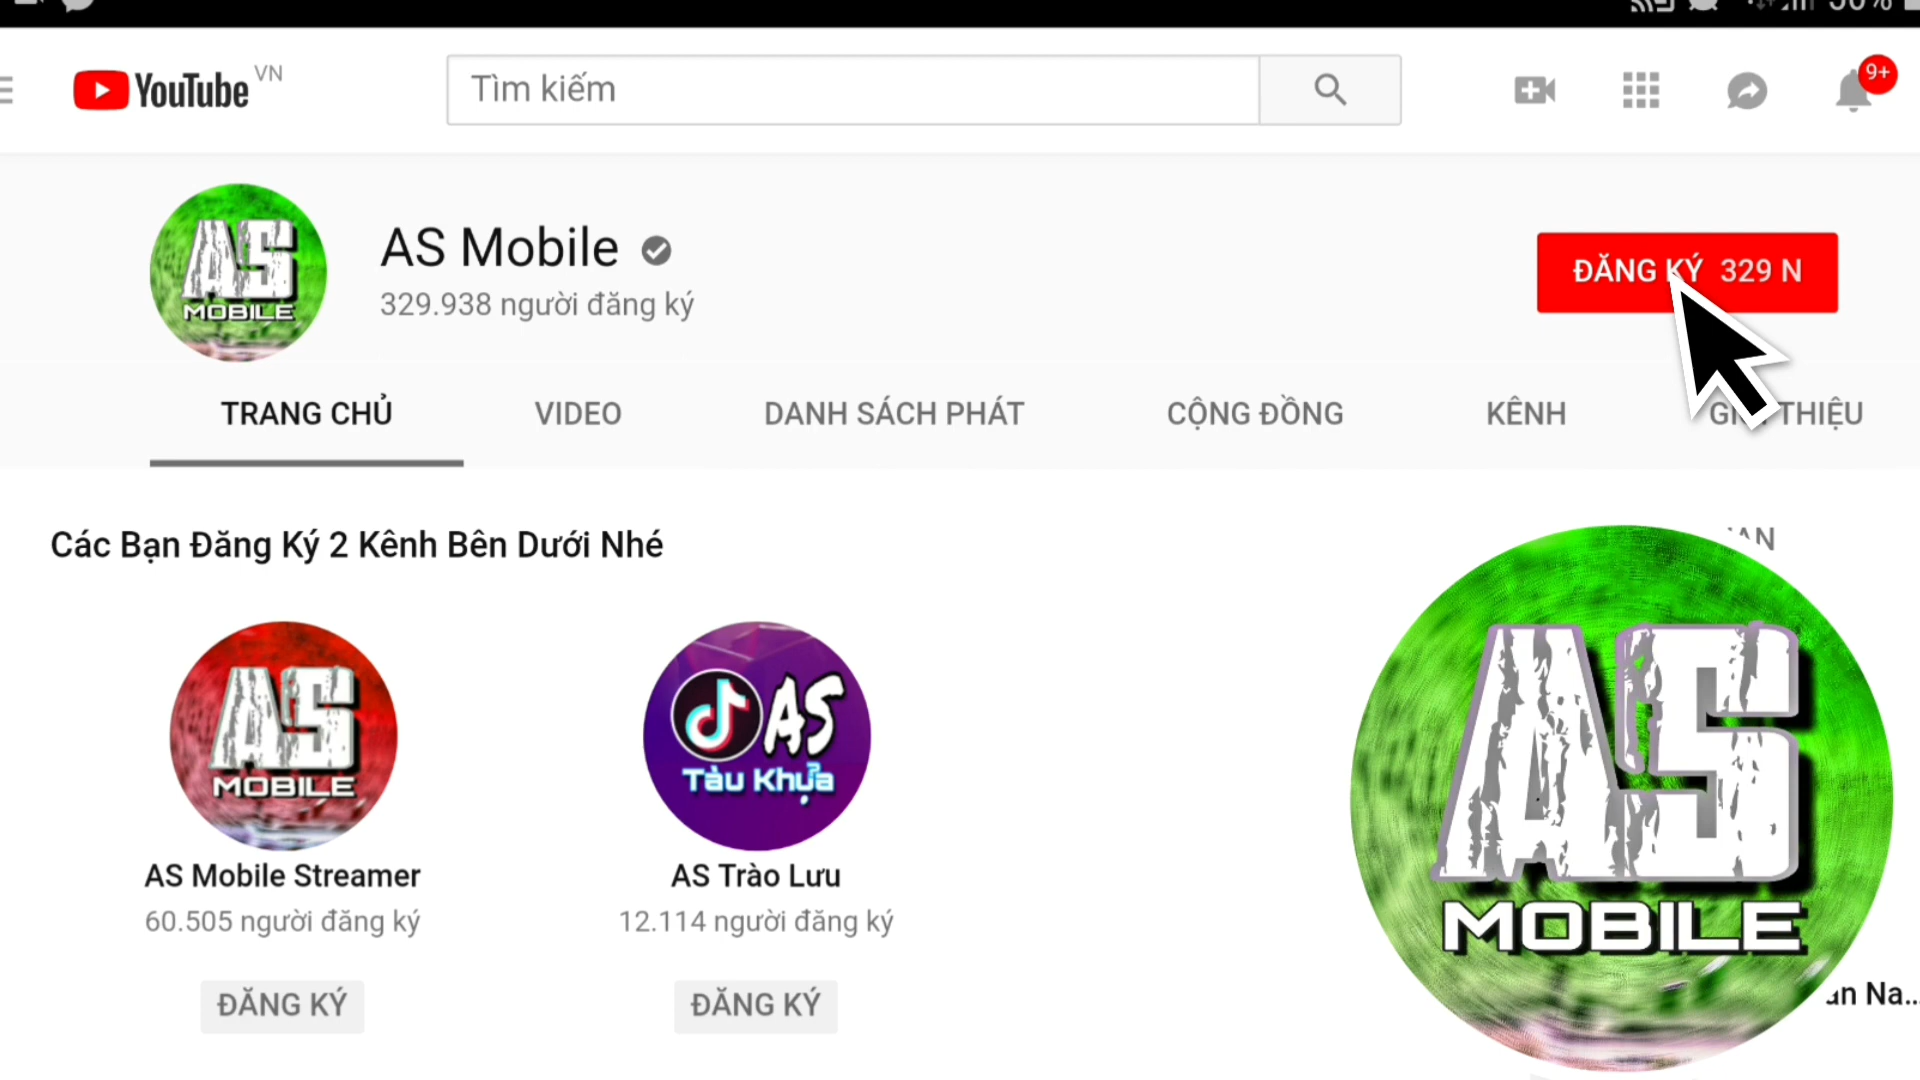 YouTube VN
Tìm kiếm
9+
AS
MOBILE
AS Mobile
329.938 người đăng ký
ĐĂNG KÝ 329 N
TRANG CHỦ
VIDEO
DANH SÁCH PHÁT
CỘNG ĐỒNG
KÊNH
THIỆU
Các Bạn Đăng Ký 2 Kênh Bên Dưới Nhé
AS
MOBILE
AS
Tàu Khựa
AS
MOBILE
AS Mobile Streamer
60.505 người đăng ký
ĐĂNG KÝ
AS Trào Lưu
12.114 người đăng ký
ĐĂNG KÝ